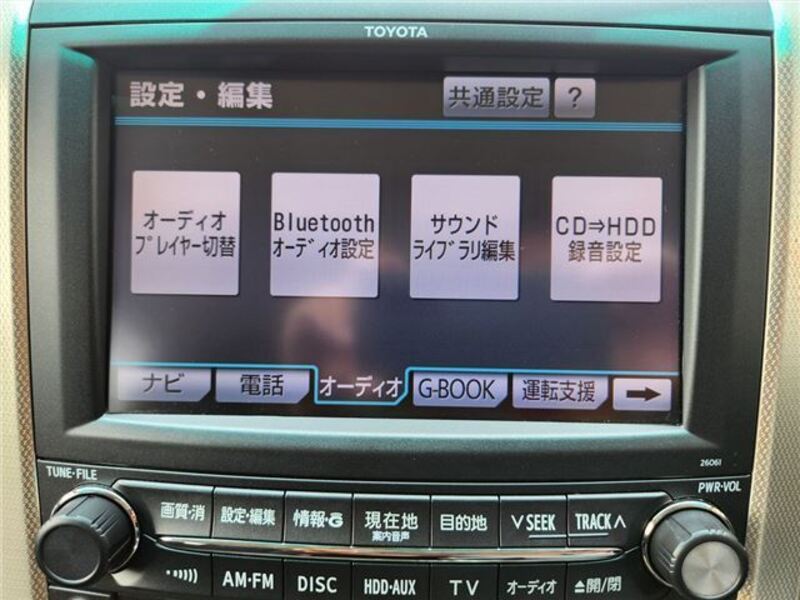 TOYOTA
設定・編集
共通設定 ?
オーディオ
プレイヤー切替
Bluetooth
オーディオ設定
サウンド
ライブラリ編集
CD⇒HDD
録音設定
ナビ 電話 オーディオ G-BOOK 運転支援 →
26061
TUNE・FILE
PWR・VOL
画質・消 設定・編集 情報・G 現在地 目的地 ∨SEEK TRACK∧
案内音声
AM・FM DISC HDD・AUX TV オーディオ ⏏開/閉